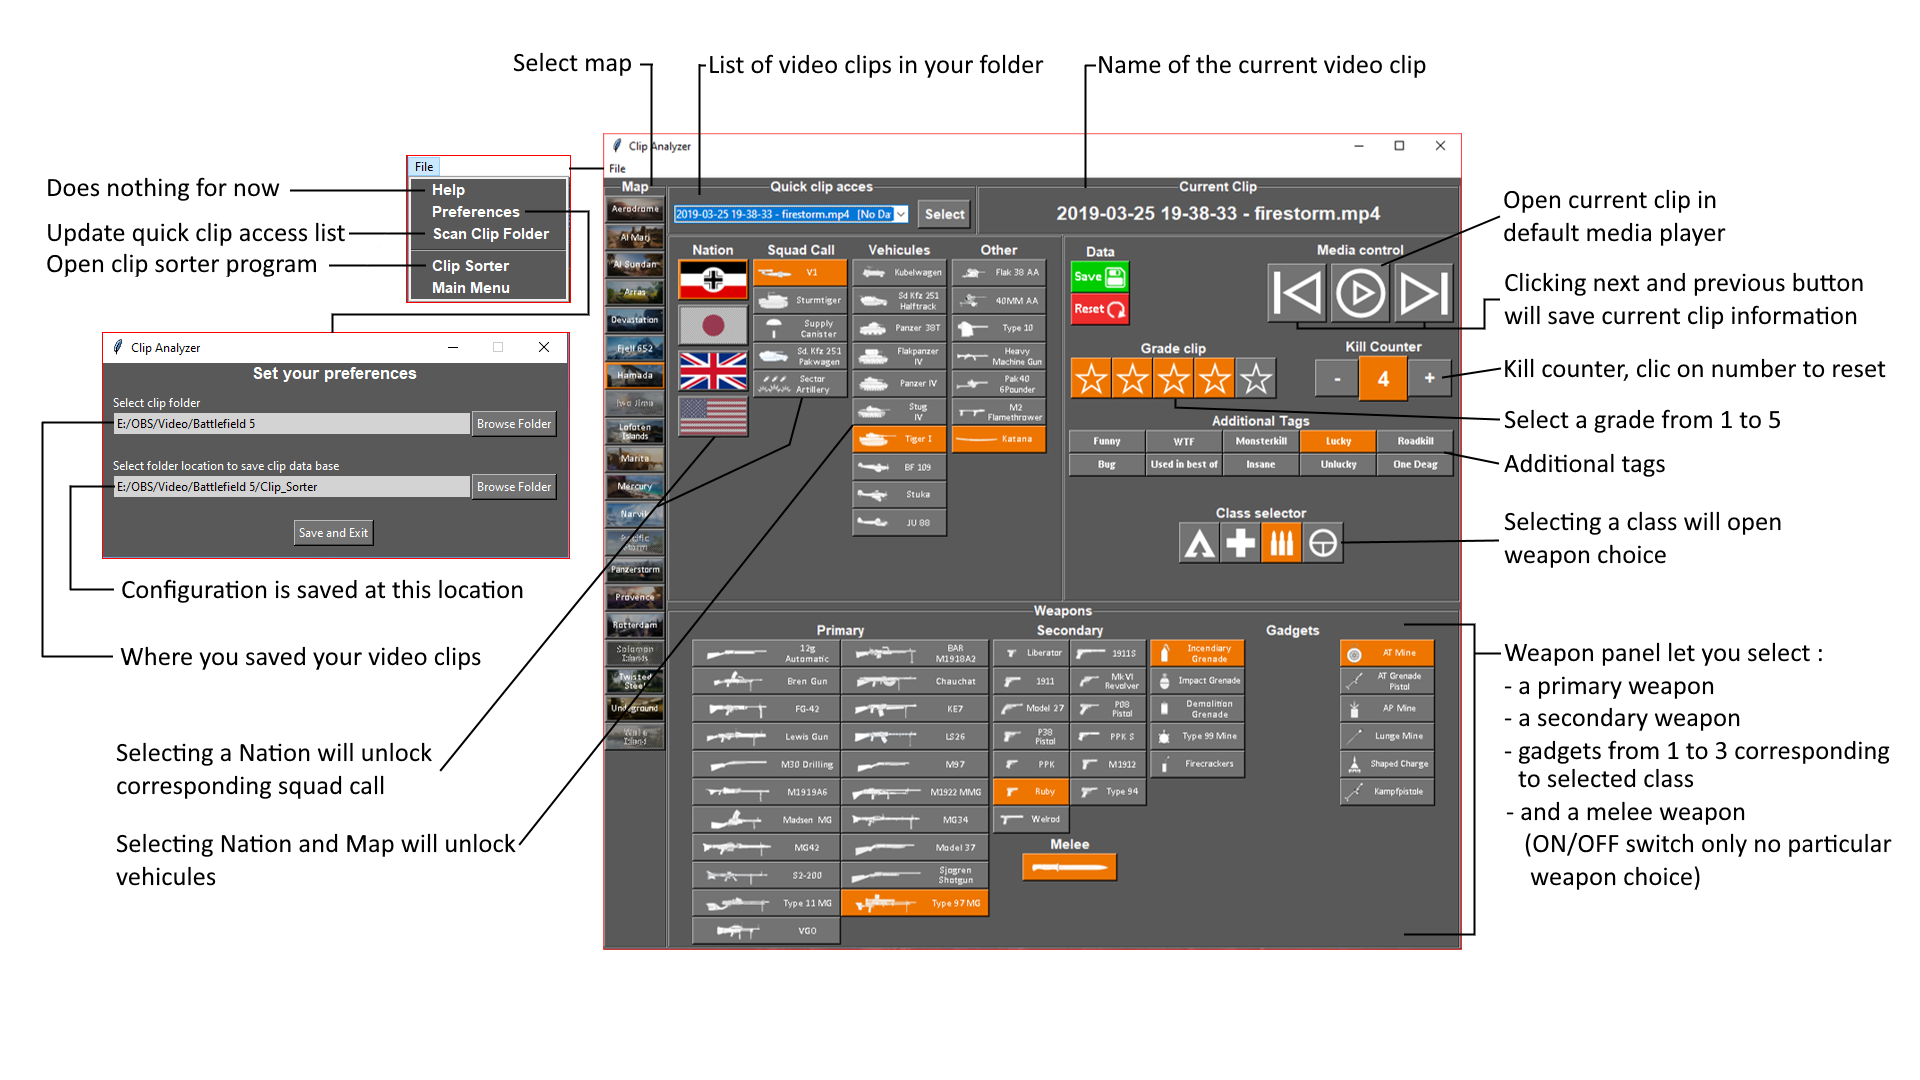 Select map
List of video clips in your folder
Name of the current video clip
Does nothing for now
Update quick clip access list
Open clip sorter program
File
Help
Preferences
Scan Clip Folder
Clip Sorter
Main Menu
Clip Analyzer
Set your preferences
Select clip folder
E:/OBS/Video/Battlefield 5
Browse Folder
Select folder location to save clip data base
E:/OBS/Video/Battlefield 5/Clip_Sorter
Browse Folder
Save and Exit
Configuration is saved at this location
Where you saved your video clips
Selecting a Nation will unlock
corresponding squad call
Selecting Nation and Map will unlock
vehicules
Clip Analyzer
File
Map
Aerodrome
Al Marj
Al Sundan
Arras
Devastation
Fjell 652
Hamada
Iwo Jima
Lofoten
Islands
Marita
Mercury
Narvik
Pacific
Storm
Panzerstorm
Provence
Rotterdam
Solomon
Islands
Twisted
Steel
Underground
Wake
Island
Quick clip acces
2019-03-25 19-38-33 - firestorm.mp4 [No Da
Select
Current Clip
2019-03-25 19-38-33 - firestorm.mp4
Nation
Squad Call
V1
Sturmtiger
Supply
Canister
Sd. Kfz 251
Pakwagen
Sector
Artillery
Vehicules
Kubelwagen
Sd Kfz 251
Halftrack
Panzer 38T
Flakpanzer
IV
Panzer IV
Stug
IV
Tiger I
BF 109
Stuka
JU 88
Other
Flak 38 AA
40MM AA
Type 10
Heavy
Machine Gun
Pak40
6Pounder
M2
Flamethrower
Katana
Data
Save
Reset
Media control
Grade clip
Kill Counter
-
4
+
Additional Tags
Funny
WTF
Monsterkill
Lucky
Roadkill
Bug
Used in best of
Insane
Unlucky
One Deag
Class selector
Weapons
Primary
12g
Automatic
Bren Gun
FG-42
Lewis Gun
M30 Drilling
M1919A6
Madsen MG
MG42
S2-200
Type 11 MG
VGO
BAR
M1918A2
Chauchat
KE7
LS26
M97
M1922 MMG
MG34
Model 37
Sjogren
Shotgun
Type 97 MG
Secondary
Liberator
1911
Model 27
P38
Pistol
PPK
Ruby
Welrod
1911S
Mk VI
Revolver
P08
Pistol
PPK S
M1912
Type 94
Melee
Gadgets
Incendiary
Grenade
Impact Grenade
Demolition
Grenade
Type 99 Mine
Firecrackers
AT Mine
AT Grenade
Pistol
AP Mine
Lunge Mine
Shaped Charge
Kampfpistole
Open current clip in
default media player
Clicking next and previous button
will save current clip information
Kill counter, clic on number to reset
Select a grade from 1 to 5
Additional tags
Selecting a class will open
weapon choice
Weapon panel let you select :
- a primary weapon
- a secondary weapon
- gadgets from 1 to 3 corresponding
to selected class
- and a melee weapon
(ON/OFF switch only no particular
weapon choice)